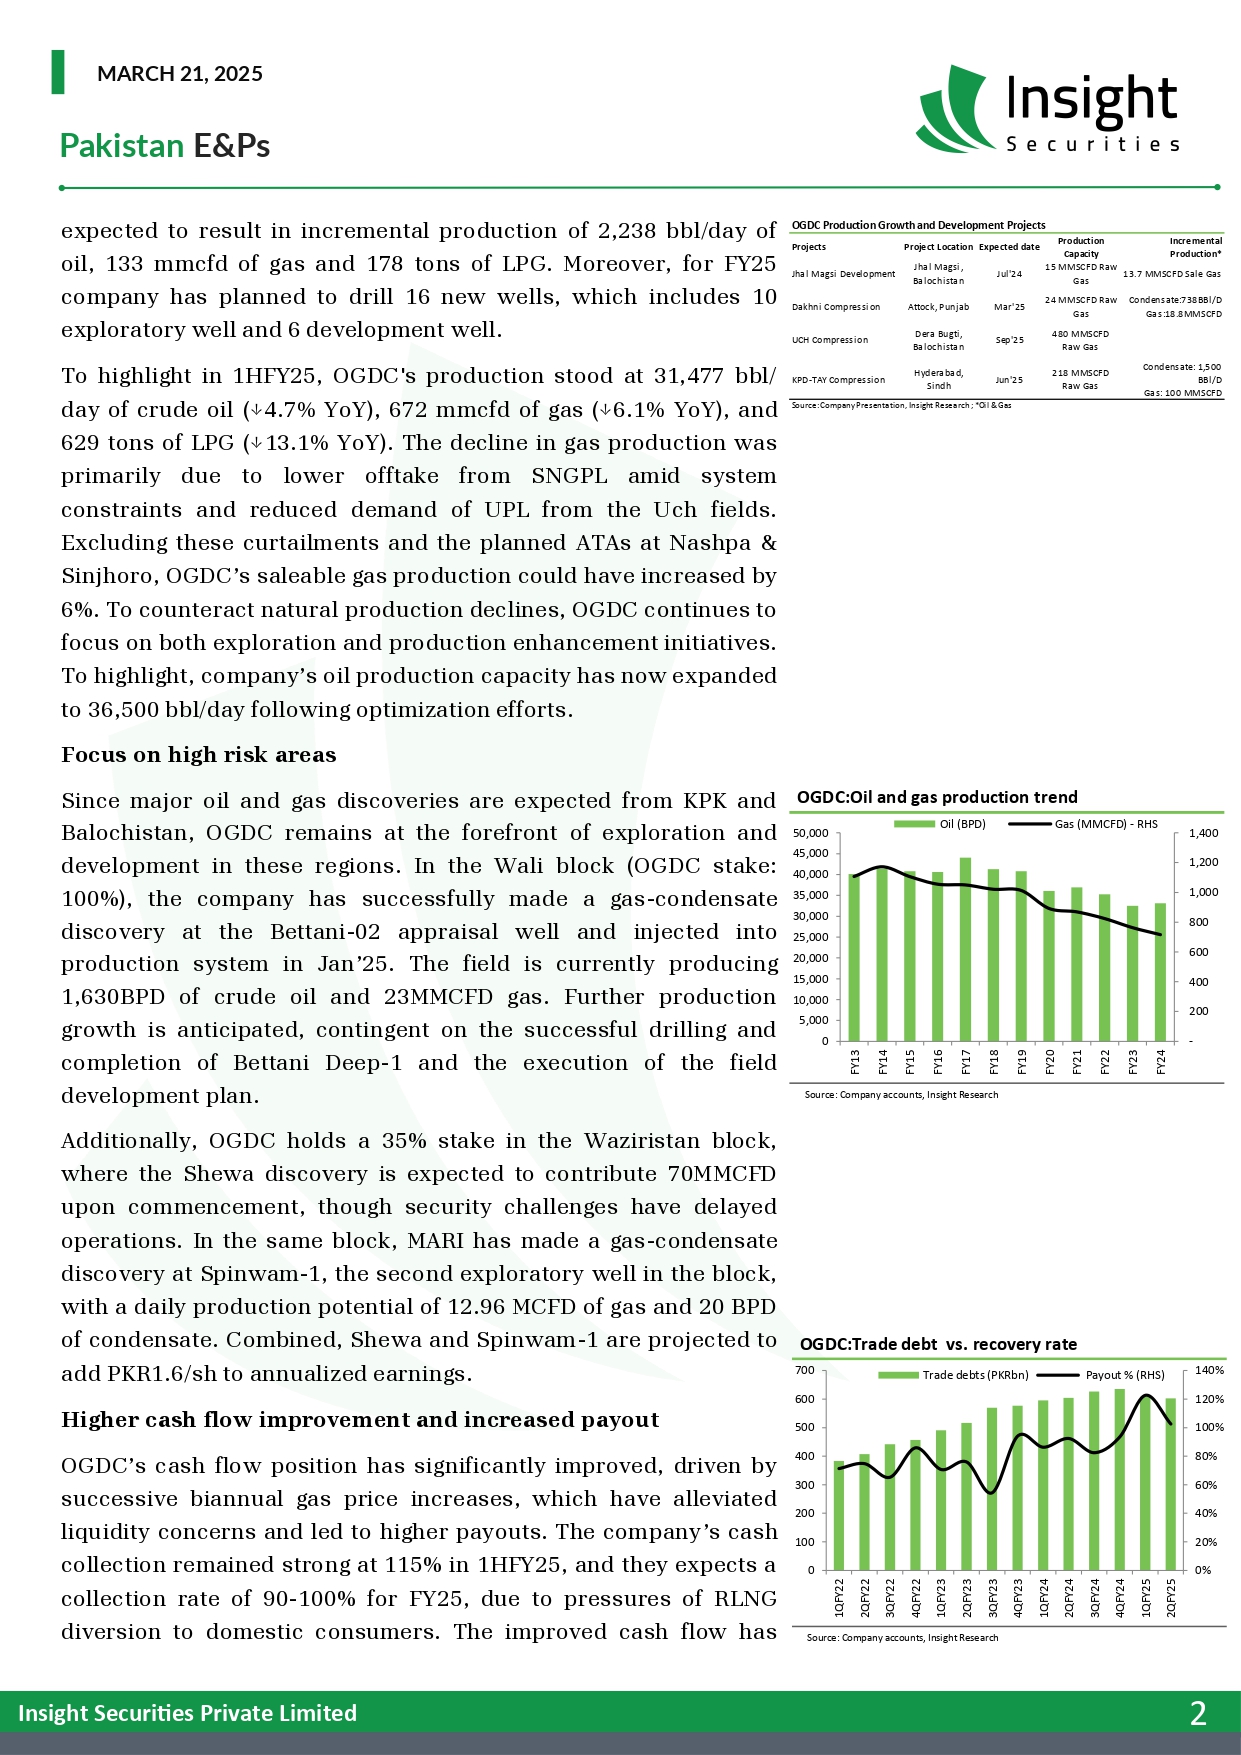 MARCH 21, 2025
Insight
Securities
Pakistan E&Ps
expected to result in incremental production of 2,238 bbl/day of
oil, 133 mmcfd of gas and 178 tons of LPG. Moreover, for FY25
company has planned to drill 16 new wells, which includes 10
exploratory well and 6 development well.
To highlight in 1HFY25, OGDC's production stood at 31,477 bbl/
day of crude oil (↓4.7% YoY), 672 mmcfd of gas (↓6.1% YoY), and
629 tons of LPG (↓13.1% YoY). The decline in gas production was
primarily due to lower offtake from SNGPL amid system
constraints and reduced demand of UPL from the Uch fields.
Excluding these curtailments and the planned ATAs at Nashpa &
Sinjhoro, OGDC’s saleable gas production could have increased by
6%. To counteract natural production declines, OGDC continues to
focus on both exploration and production enhancement initiatives.
To highlight, company’s oil production capacity has now expanded
to 36,500 bbl/day following optimization efforts.
Focus on high risk areas
Since major oil and gas discoveries are expected from KPK and
Balochistan, OGDC remains at the forefront of exploration and
development in these regions. In the Wali block (OGDC stake:
100%), the company has successfully made a gas-condensate
discovery at the Bettani-02 appraisal well and injected into
production system in Jan’25. The field is currently producing
1,630BPD of crude oil and 23MMCFD gas. Further production
growth is anticipated, contingent on the successful drilling and
completion of Bettani Deep-1 and the execution of the field
development plan.
Additionally, OGDC holds a 35% stake in the Waziristan block,
where the Shewa discovery is expected to contribute 70MMCFD
upon commencement, though security challenges have delayed
operations. In the same block, MARI has made a gas-condensate
discovery at Spinwam-1, the second exploratory well in the block,
with a daily production potential of 12.96 MCFD of gas and 20 BPD
of condensate. Combined, Shewa and Spinwam-1 are projected to
add PKR1.6/sh to annualized earnings.
Higher cash flow improvement and increased payout
OGDC’s cash flow position has significantly improved, driven by
successive biannual gas price increases, which have alleviated
liquidity concerns and led to higher payouts. The company’s cash
collection remained strong at 115% in 1HFY25, and they expects a
collection rate of 90-100% for FY25, due to pressures of RLNG
diversion to domestic consumers. The improved cash flow has
OGDC Production Growth and Development Projects
Projects Project Location Expected date Production Capacity Incremental Production*
Jhal Magsi Development Jhal Magsi, Balochistan Jul'24 15 MMSCFD Raw Gas 13.7 MMSCFD Sale Gas
Dakhni Compression Attock, Punjab Mar'25 24 MMSCFD Raw Gas Condensate:738BBl/D Gas:18.8MMSCFD
UCH Compression Dera Bugti, Balochistan Sep'25 480 MMSCFD Raw Gas
KPD-TAY Compression Hyderabad, Sindh Jun'25 218 MMSCFD Raw Gas Condensate: 1,500 BBl/D Gas: 100 MMSCFD
Source: Company Presentation, Insight Research ; *Oil & Gas
OGDC:Oil and gas production trend
Oil (BPD) Gas (MMCFD) - RHS
50,000
45,000
40,000
35,000
30,000
25,000
20,000
15,000
10,000
5,000
0
1,400
1,200
1,000
800
600
400
200
-
FY13 FY14 FY15 FY16 FY17 FY18 FY19 FY20 FY21 FY22 FY23 FY24
Source: Company accounts, Insight Research
OGDC:Trade debt vs. recovery rate
Trade debts (PKRbn) Payout % (RHS)
700
600
500
400
300
200
100
0
140%
120%
100%
80%
60%
40%
20%
0%
1QFY22 2QFY22 3QFY22 4QFY22 1QFY23 2QFY23 3QFY23 4QFY23 1QFY24 2QFY24 3QFY24 4QFY24 1QFY25 2QFY25
Source: Company accounts, Insight Research
Insight Securities Private Limited
2